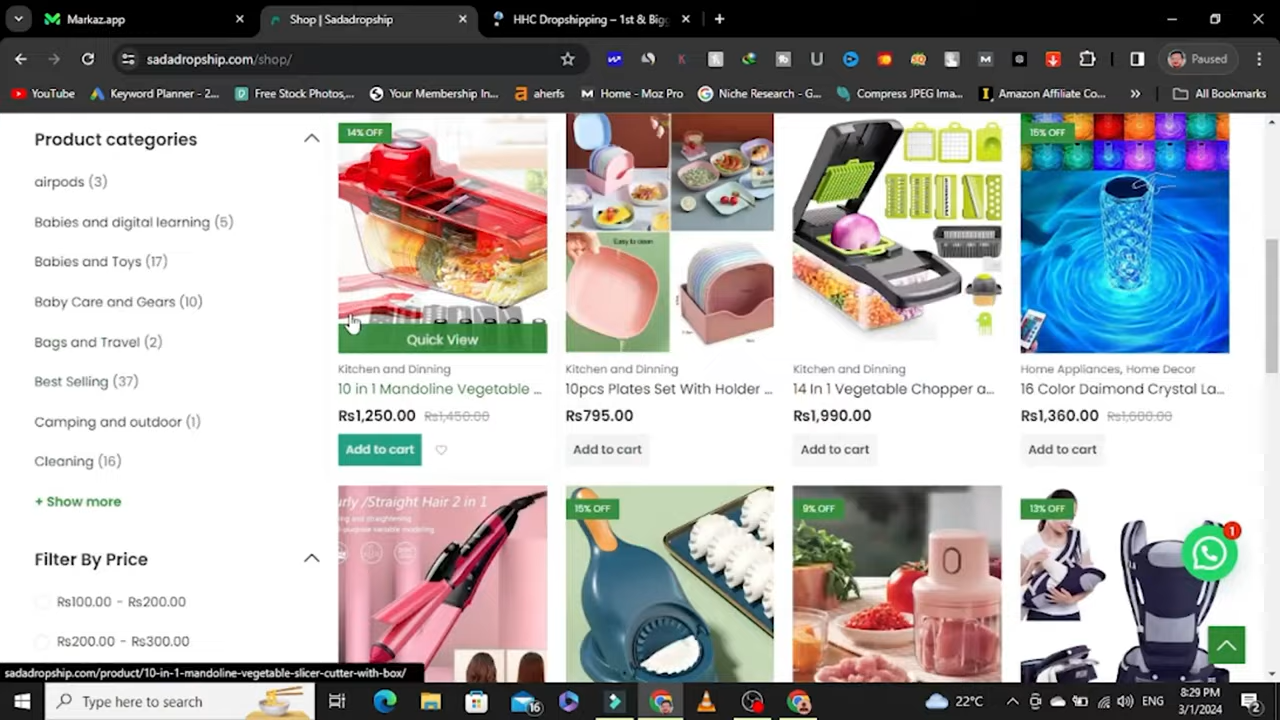 Markaz.app
Shop | Sadadropship
HHC Dropshipping – 1st & Bigg
sadadropship.com/shop/
Paused
YouTube
Keyword Planner - 2...
Free Stock Photos,...
Your Membership In...
aherfs
Home - Moz Pro
Niche Research - G...
Compress JPEG Ima...
Amazon Affiliate Co...
All Bookmarks
Product categories
airpods (3)
Babies and digital learning (5)
Babies and Toys (17)
Baby Care and Gears (10)
Bags and Travel (2)
Best Selling (37)
Camping and outdoor (1)
Cleaning (16)
+ Show more
Filter By Price
Rs100.00 - Rs200.00
Rs200.00 - Rs300.00
14% OFF
Quick View
Kitchen and Dinning
10 in 1 Mandoline Vegetable ...
Rs1,250.00 Rs1,450.00
Add to cart
Easy to clean
Kitchen and Dinning
10pcs Plates Set With Holder ...
Rs795.00
Add to cart
Kitchen and Dinning
14 In 1 Vegetable Chopper a...
Rs1,990.00
Add to cart
15% OFF
Home Appliances, Home Decor
16 Color Daimond Crystal La...
Rs1,360.00 Rs1,600.00
Add to cart
urly /Straight Hair 2 in 1
15% OFF
9% OFF
13% OFF
1
sadadropship.com/product/10-in-1-mandoline-vegetable-slicer-cutter-with-box/
Type here to search
16
22°C
ENG
8:29 PM
3/1/2024
2